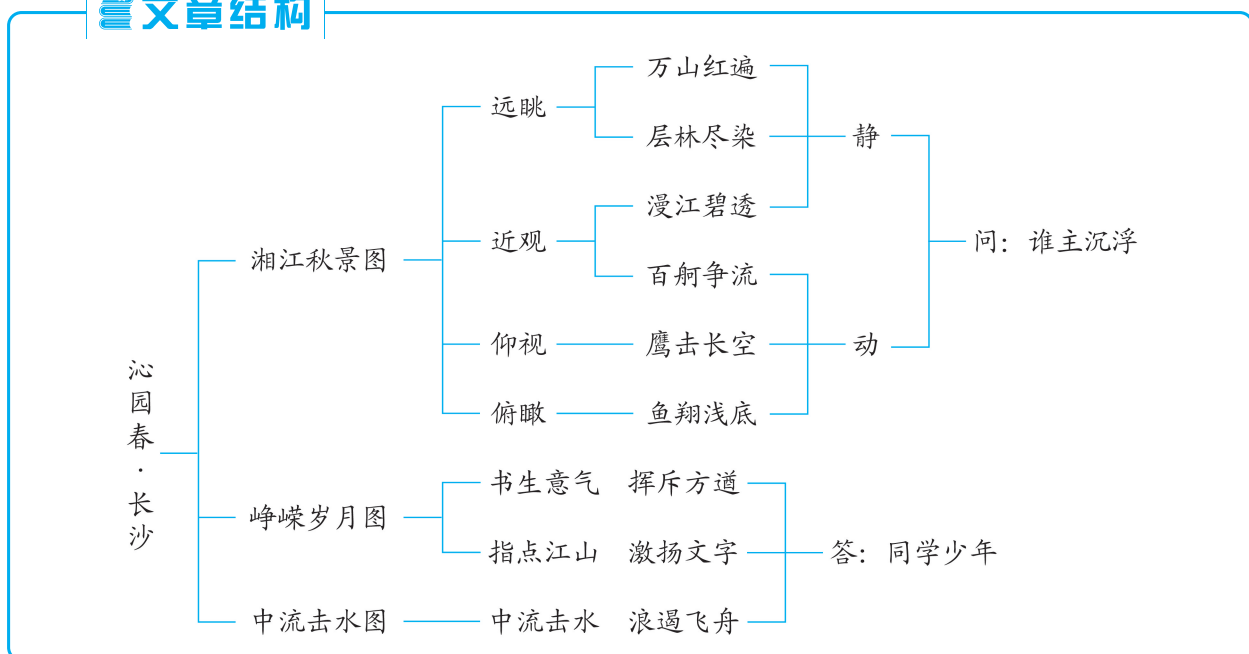 文章结构
沁园春·长沙
湘江秋景图
远眺
万山红遍
层林尽染
近观
漫江碧透
百舸争流
仰视
鹰击长空
俯瞰
鱼翔浅底
静
动
问：谁主沉浮
峥嵘岁月图
书生意气 挥斥方遒
指点江山 激扬文字
中流击水图
中流击水 浪遏飞舟
答：同学少年